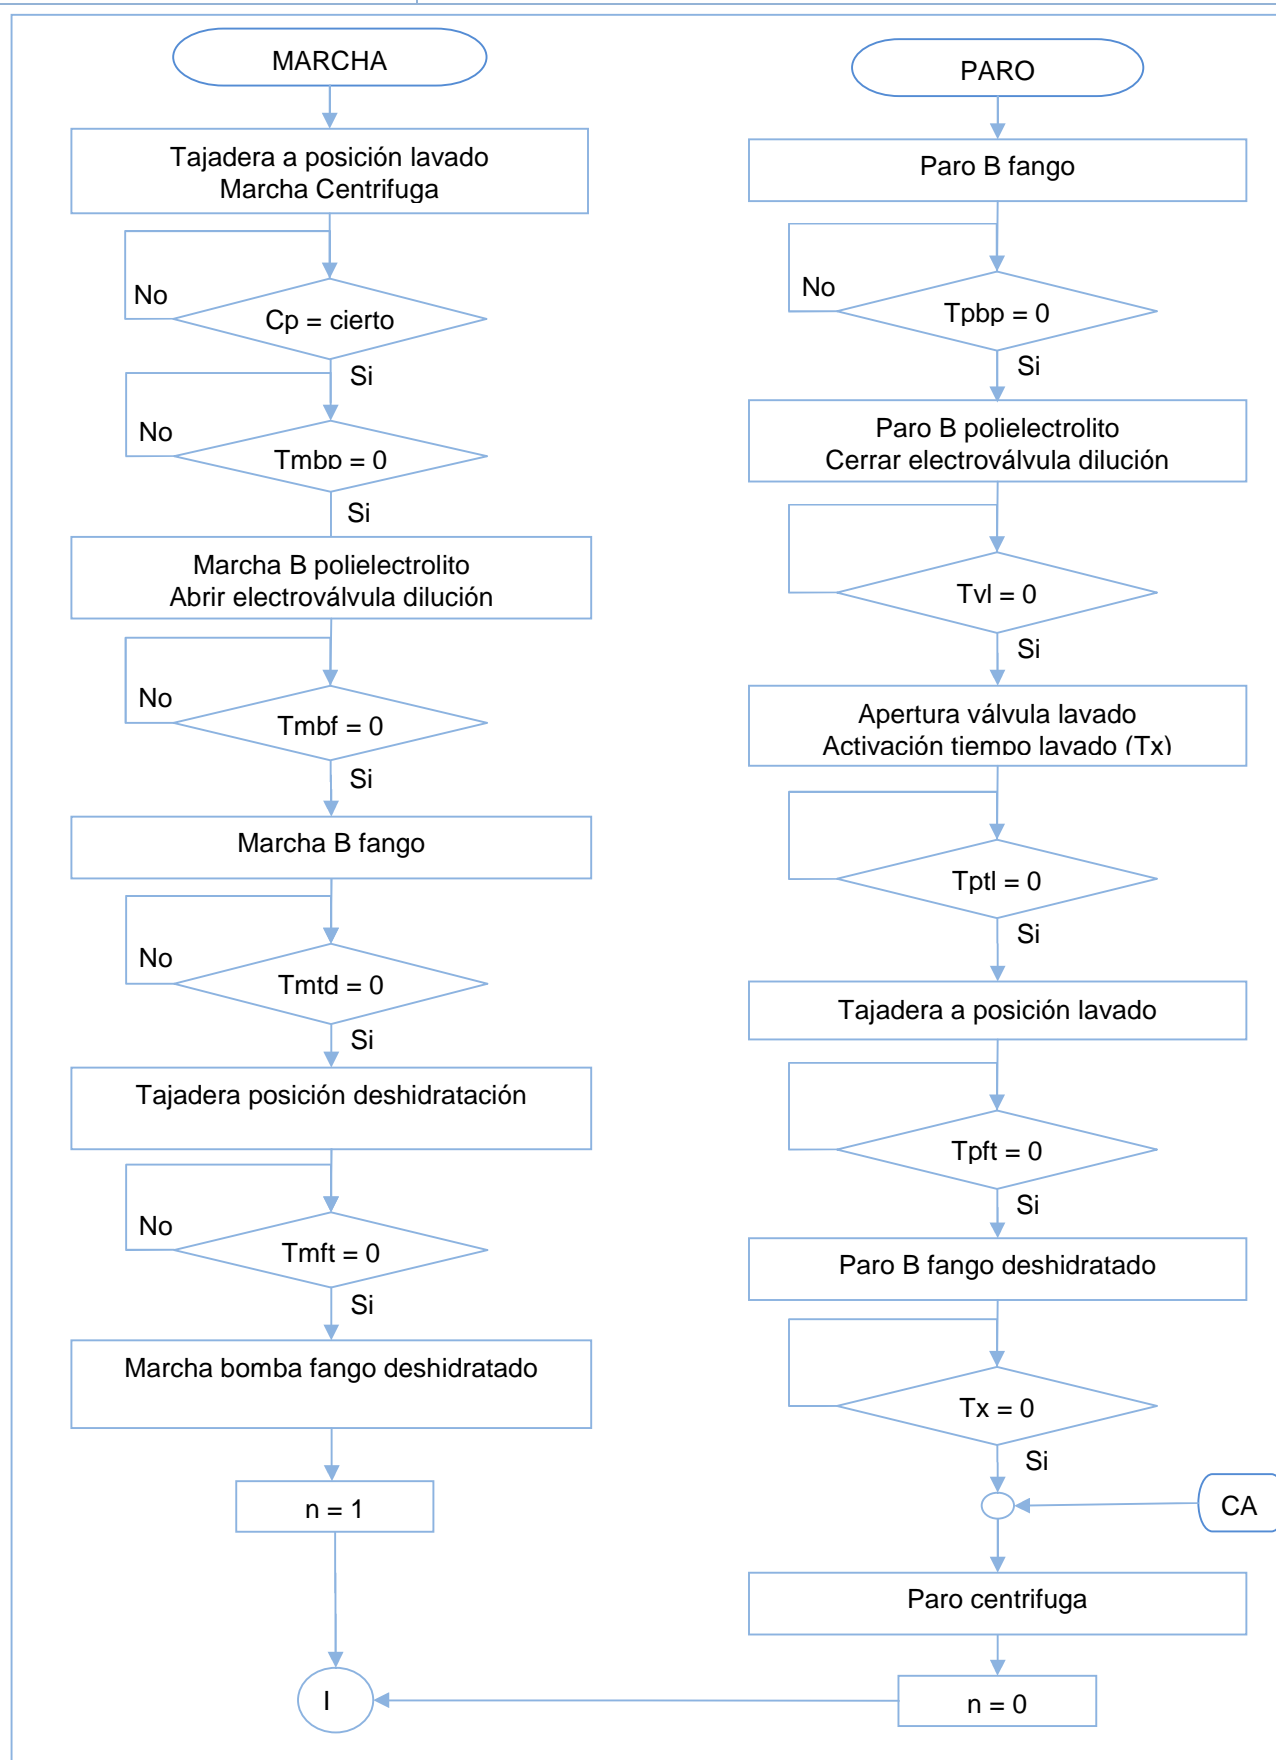 MARCHA
Tajadera a posición lavado
Marcha Centrifuga
No
Cp = cierto
Si
No
Tmbp = 0
Si
Marcha B polielectrolito
Abrir electroválvula dilución
No
Tmbf = 0
Si
Marcha B fango
No
Tmtd = 0
Si
Tajadera posición deshidratación
No
Tmft = 0
Si
Marcha bomba fango deshidratado
n = 1
I
PARO
Paro B fango
No
Tpbp = 0
Si
Paro B polielectrolito
Cerrar electroválvula dilución
Tvl = 0
Si
Apertura válvula lavado
Activación tiempo lavado (Tx)
Tptl = 0
Si
Tajadera a posición lavado
Tpft = 0
Si
Paro B fango deshidratado
Tx = 0
Si
CA
Paro centrifuga
n = 0